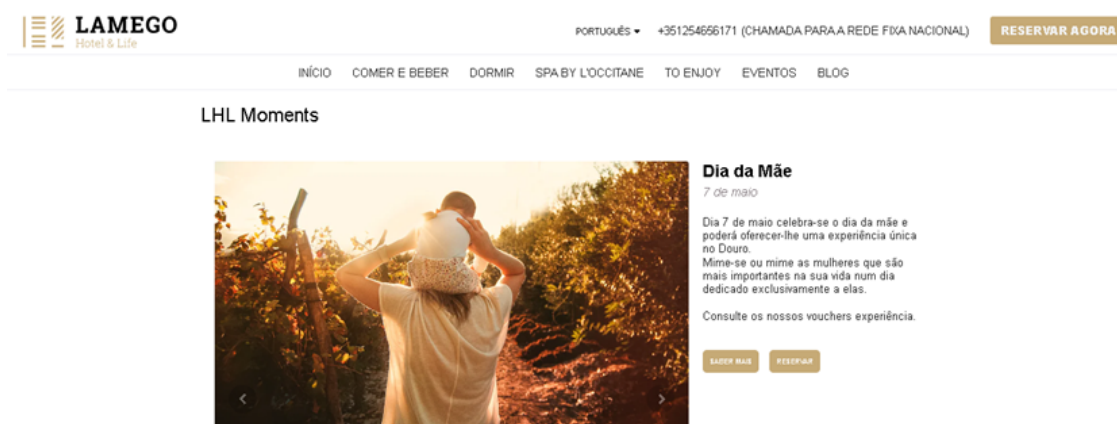 LAMEGO
Hotel & Life
PORTUGUÊS
+351254656171 (CHAMADA PARA A REDE FIXA NACIONAL)
RESERVAR AGORA
INÍCIO COMER E BEBER DORMIR SPA BY L'OCCITANE TO ENJOY EVENTOS BLOG
LHL Moments
Dia da Mãe
7 de maio
Dia 7 de maio celebra-se o dia da mãe e
poderá oferecer-lhe uma experiência única
no Douro.
Mime-se ou mime as mulheres que são
mais importantes na sua vida num dia
dedicado exclusivamente a elas.
Consulte os nossos vouchers experiência.
SABER MAIS RESERVAR